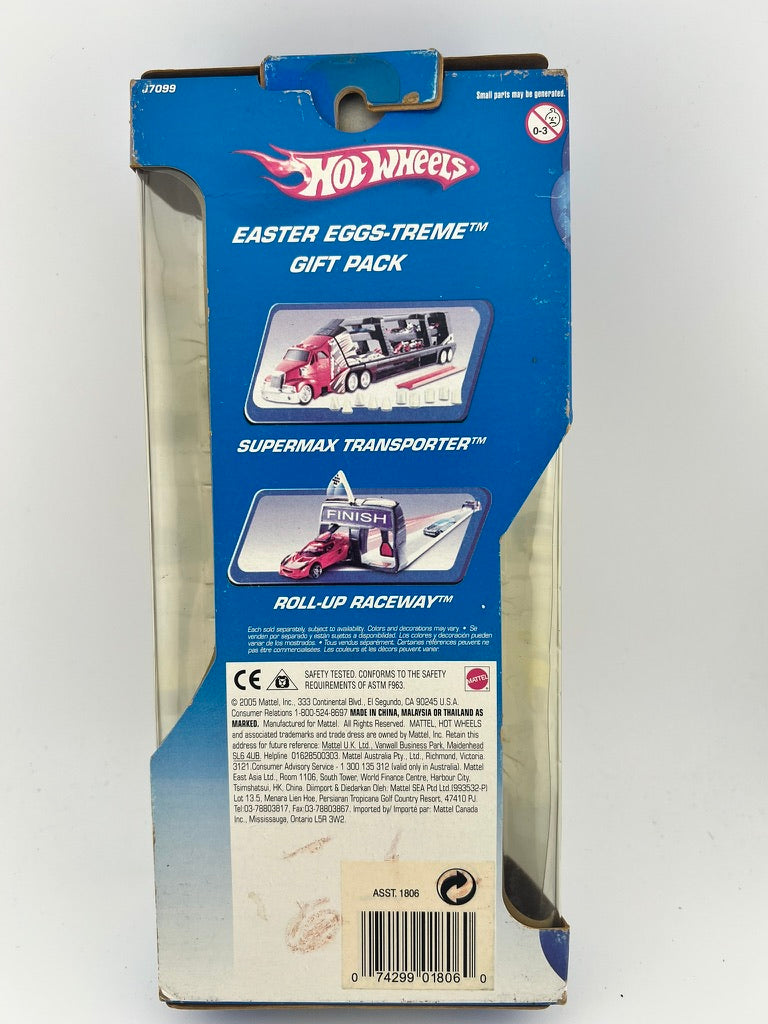 J7099
Small parts may be generated.
0-3
HOT WHEELS
EASTER EGGS-TREME™
GIFT PACK
SUPERMAX TRANSPORTER™
FINISH
ROLL-UP RACEWAY™
Each sold separately, subject to availability. Colors and decorations may vary. • Se
venden por separado y están sujetos a disponibilidad. Los colores y decoración pueden
variar de los mostrados. • Tous vendus séparément. Certaines références peuvent ne
pas être commercialisées. Les couleurs et les décors peuvent varier.
CE
SAFETY TESTED. CONFORMS TO THE SAFETY
REQUIREMENTS OF ASTM F963.
MATTEL
© 2005 Mattel, Inc., 333 Continental Blvd., El Segundo, CA 90245 U.S.A.
Consumer Relations 1-800-524-8697 MADE IN CHINA, MALAYSIA OR THAILAND AS
MARKED. Manufactured for Mattel. All Rights Reserved. MATTEL, HOT WHEELS
and associated trademarks and trade dress are owned by Mattel, Inc. Retain this
address for future reference: Mattel U.K. Ltd., Vanwall Business Park, Maidenhead
SL6 4UB. Helpline 01628500303. Mattel Australia Pty., Ltd., Richmond, Victoria.
3121.Consumer Advisory Service - 1 300 135 312 (valid only in Australia). Mattel
East Asia Ltd., Room 1106, South Tower, World Finance Centre, Harbour City,
Tsimshatsui, HK, China. Diimport & Diedarkan Oleh: Mattel SEA Ptd Ltd.(993532-P)
Lot 13.5, Menara Lien Hoe, Persiaran Tropicana Golf Country Resort, 47410 PJ.
Tel:03-78803817, Fax:03-78803867. Imported by/ Importé par: Mattel Canada
Inc., Mississauga, Ontario L5R 3W2.
ASST. 1806
0 74299 01806 0